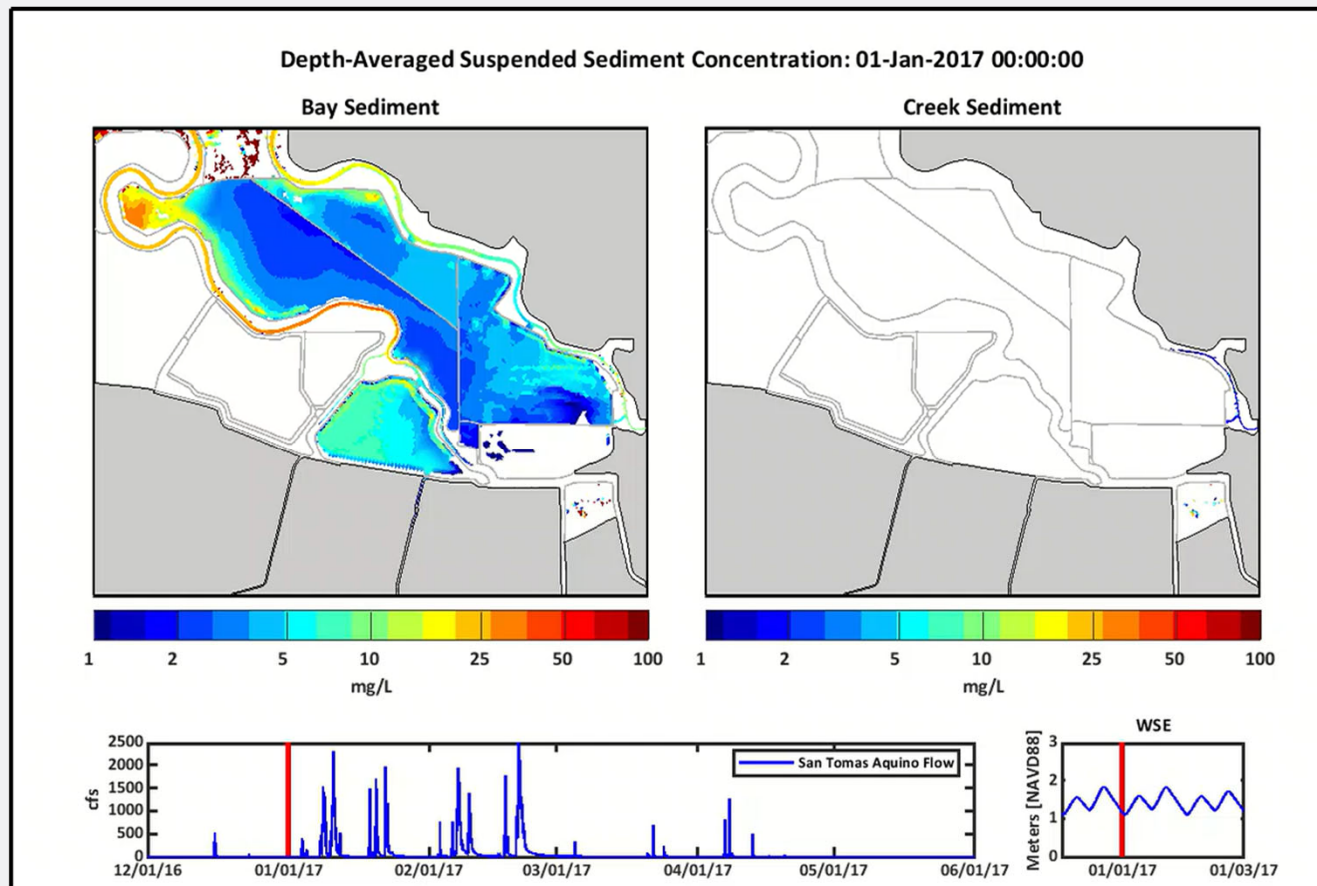 Depth-Averaged Suspended Sediment Concentration: 01-Jan-2017 00:00:00
Bay Sediment
Creek Sediment
1 2 5 10 25 50 100
mg/L
1 2 5 10 25 50 100
mg/L
2500
2000
1500
1000
500
0
cfs
San Tomas Aquino Flow
12/01/16 01/01/17 02/01/17 03/01/17 04/01/17 05/01/17 06/01/17
WSE
Meters [NAVD88]
3
2
1
0
01/01/17 01/03/17